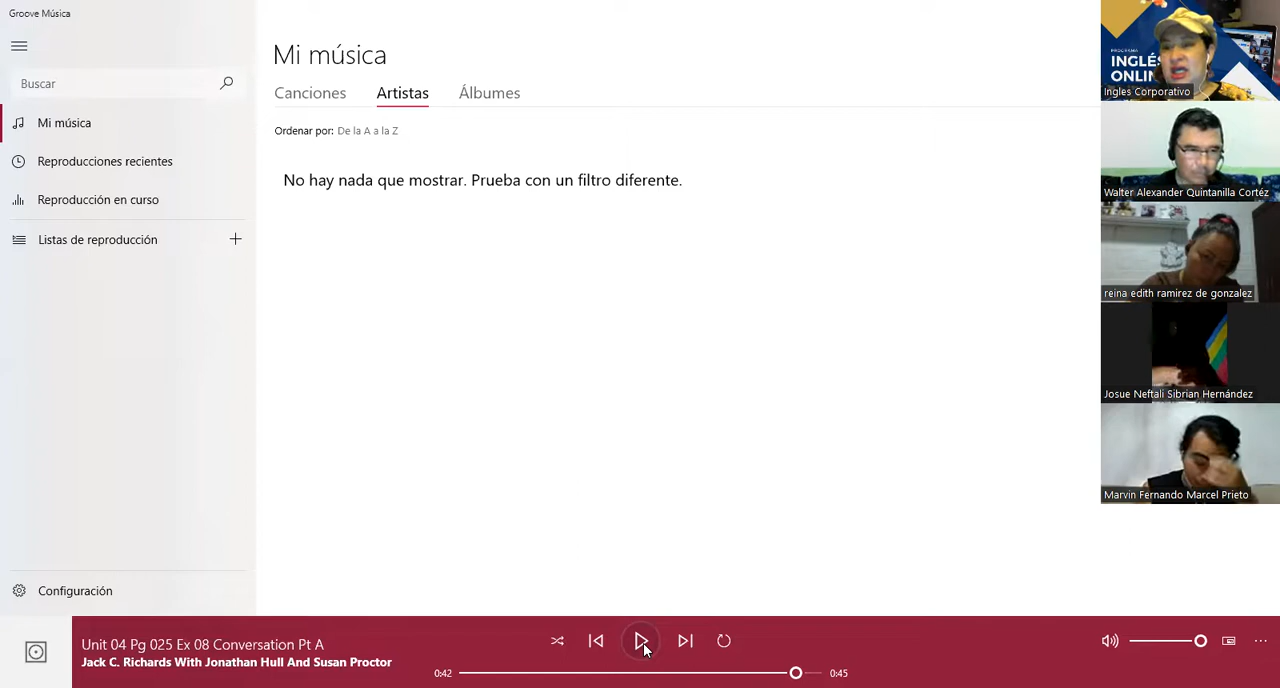 Groove Música
Buscar
Mi música
Reproducciones recientes
Reproducción en curso
Listas de reproducción
Configuración
Mi música
Canciones Artistas Álbumes
Ordenar por: De la A a la Z
No hay nada que mostrar. Prueba con un filtro diferente.
PROGRAMA
INGLÉS
ONLIN
Ingles Corporativo
Walter Alexander Quintanilla Cortéz
reina edith ramirez de gonzalez
Josue Neftali Sibrian Hernández
Marvin Fernando Marcel Prieto
Unit 04 Pg 025 Ex 08 Conversation Pt A
Jack C. Richards With Jonathan Hull And Susan Proctor
0:42
0:45